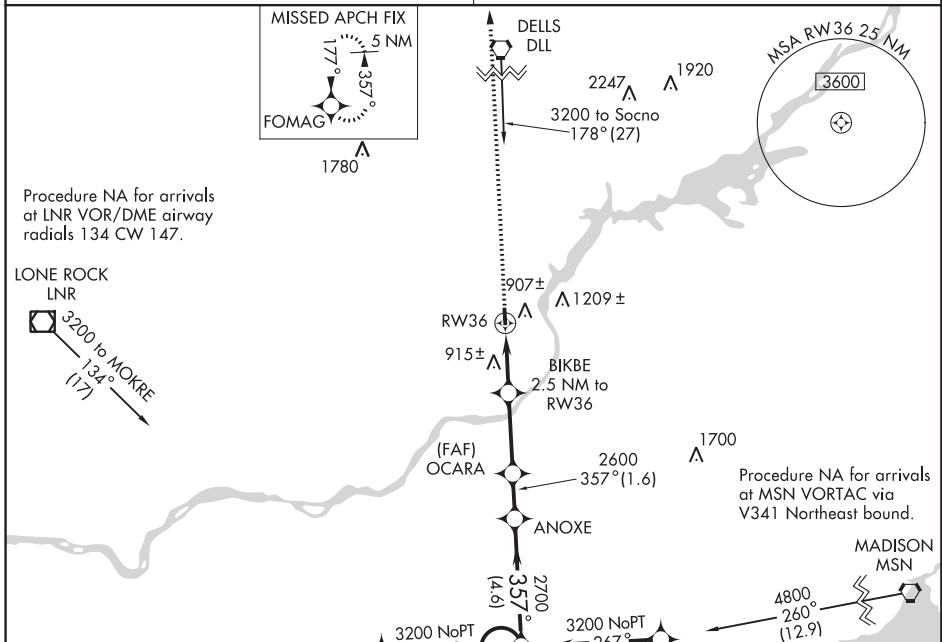 MISSED APCH FIX
5 NM
177°
357°
FOMAG
1780
DELLS
DLL
2247
1920
3200 to Socno
178° (27)
MSA RW36 25 NM
3600
Procedure NA for arrivals
at LNR VOR/DME airway
radials 134 CW 147.
LONE ROCK
LNR
3200 to MOKRE
134°
(17)
907±
1209 ±
RW36
915±
BIKBE
2.5 NM to
RW36
(FAF)
OCARA
2600
357° (1.6)
1700
ANOXE
Procedure NA for arrivals
at MSN VORTAC via
V341 Northeast bound.
MADISON
MSN
2700
357°
(4.6)
4800
260°
(12.9)
3200 NoPT
3200 NoPT
267°